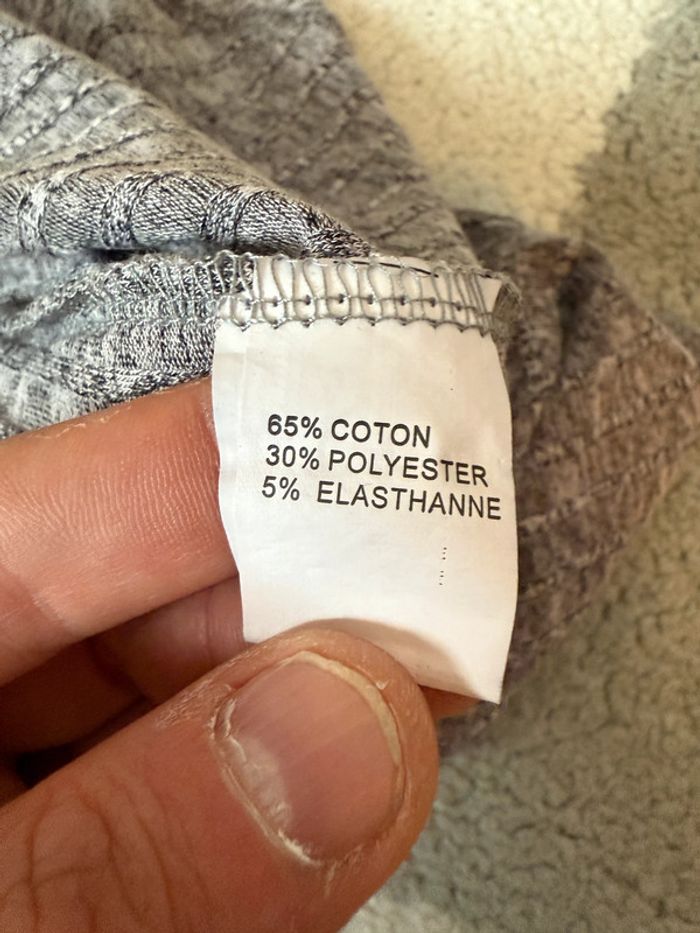 65% COTON
30% POLYESTER
5% ELASTHANNE